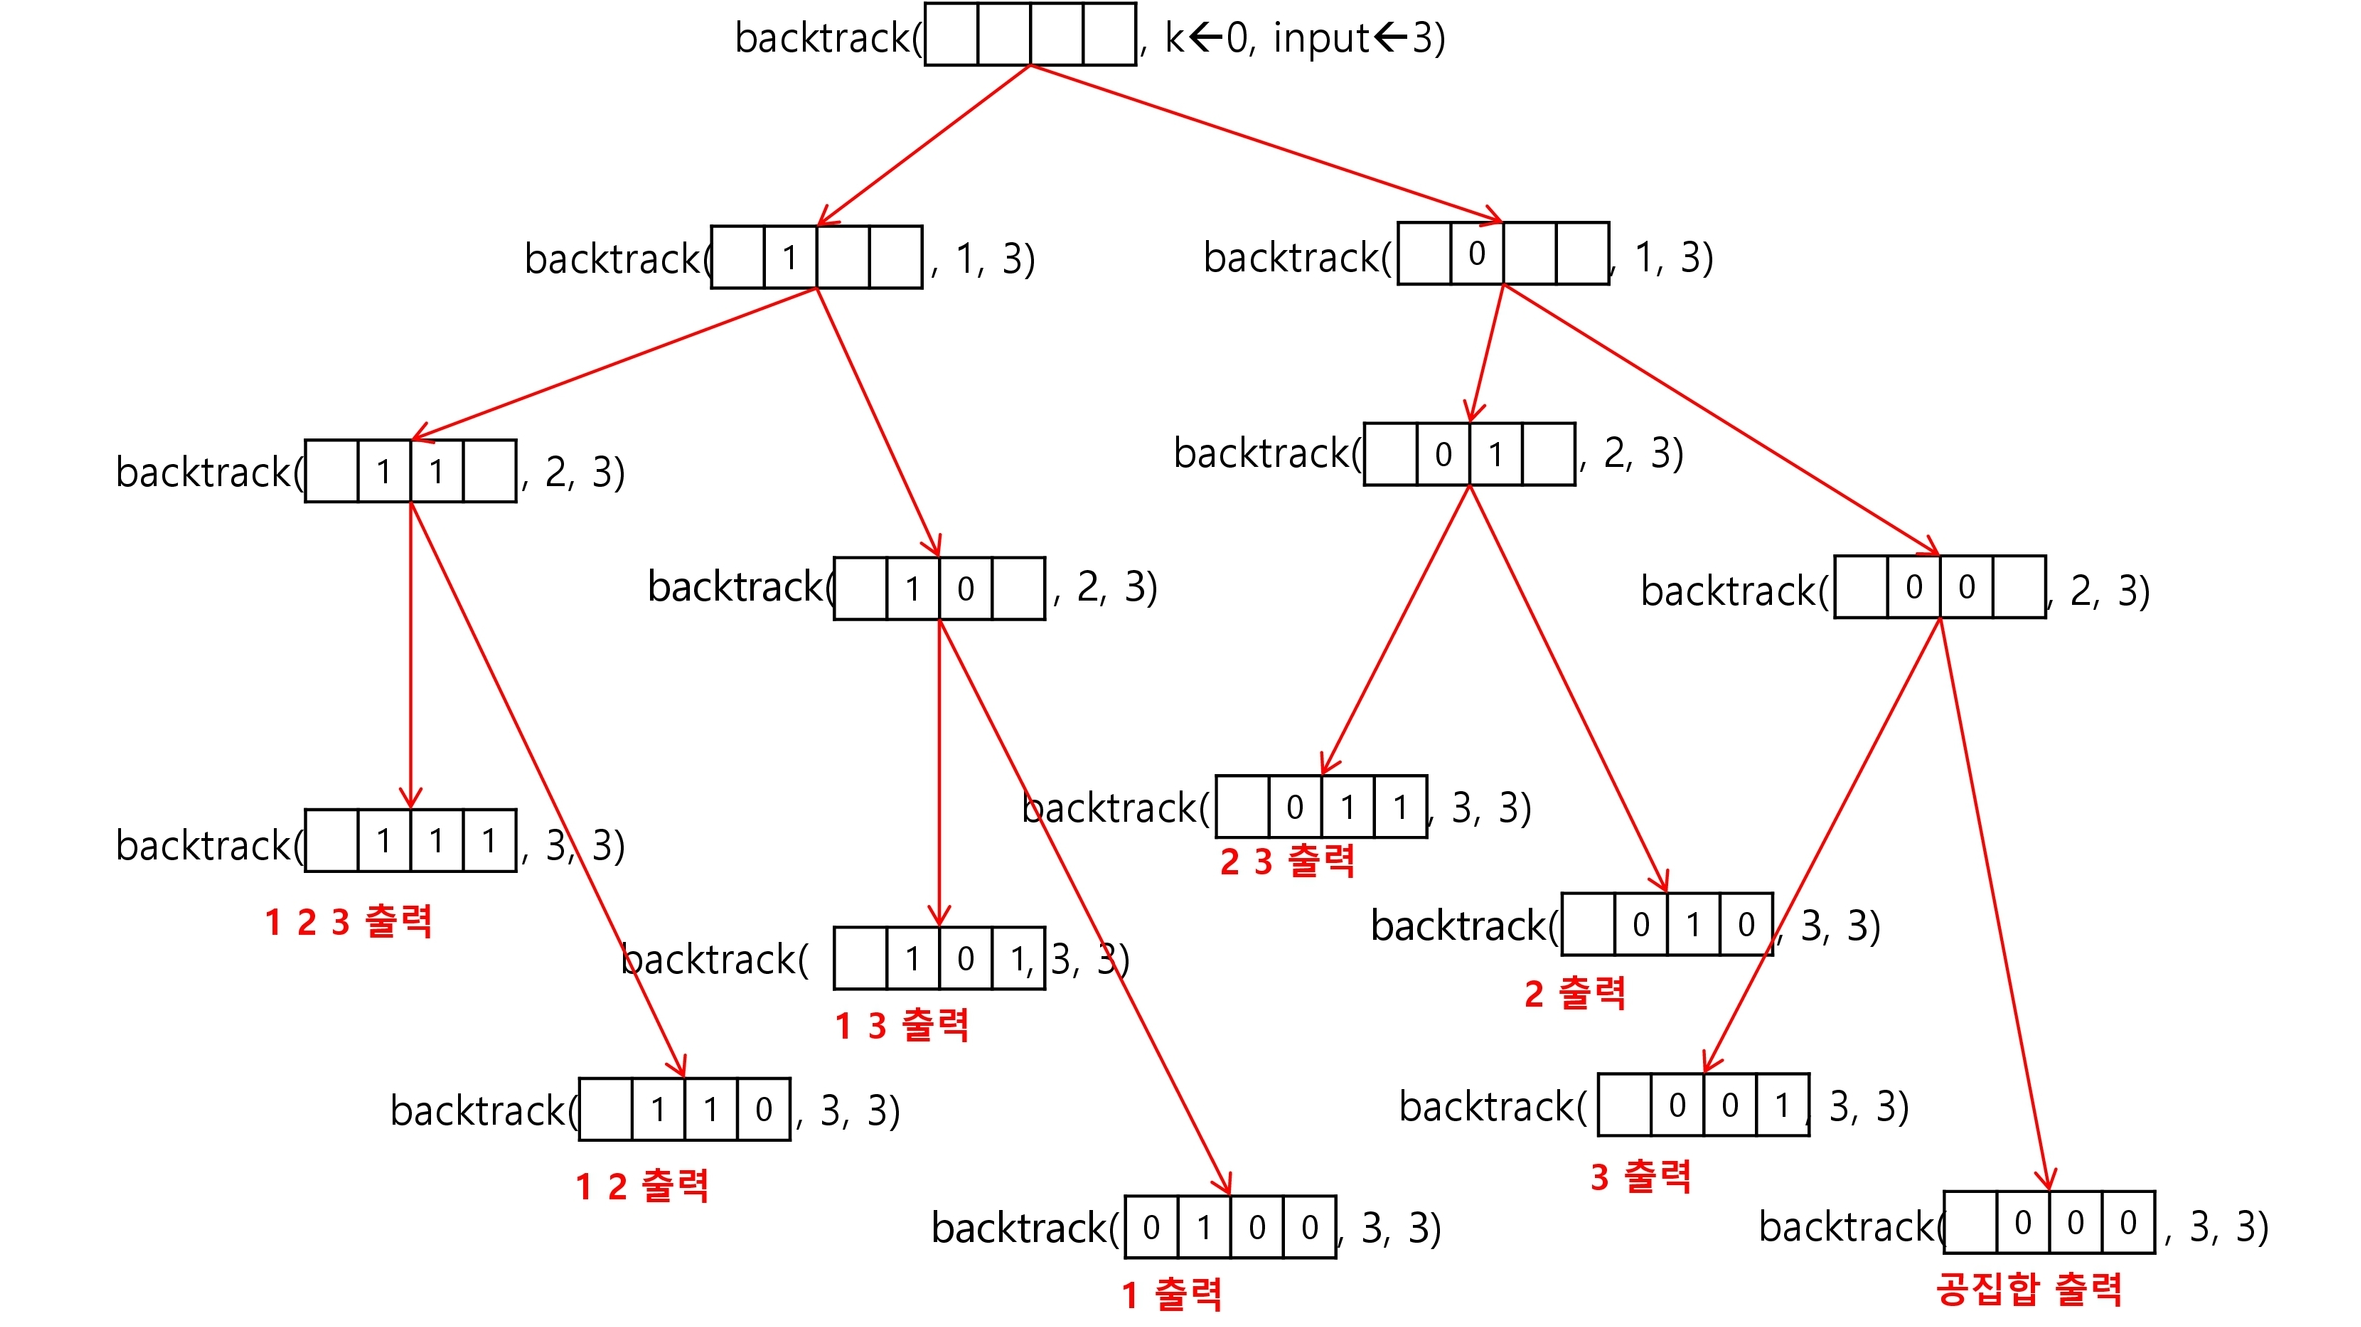 backtrack( , k←0, input←3)
backtrack( 1 , 1, 3)
backtrack( 0 , 1, 3)
backtrack( 1 1 , 2, 3)
backtrack( 0 1 , 2, 3)
backtrack( 1 0 , 2, 3)
backtrack( 0 0 , 2, 3)
backtrack( 1 1 1 , 3, 3)
1 2 3 출력
backtrack( 0 1 1 , 3, 3)
2 3 출력
backtrack( 1 0 1, 3, 3)
1 3 출력
backtrack( 0 1 0 , 3, 3)
2 출력
backtrack( 1 1 0 , 3, 3)
1 2 출력
backtrack( 0 0 1 , 3, 3)
3 출력
backtrack( 0 1 0 0 , 3, 3)
1 출력
backtrack( 0 0 0 , 3, 3)
공집합 출력